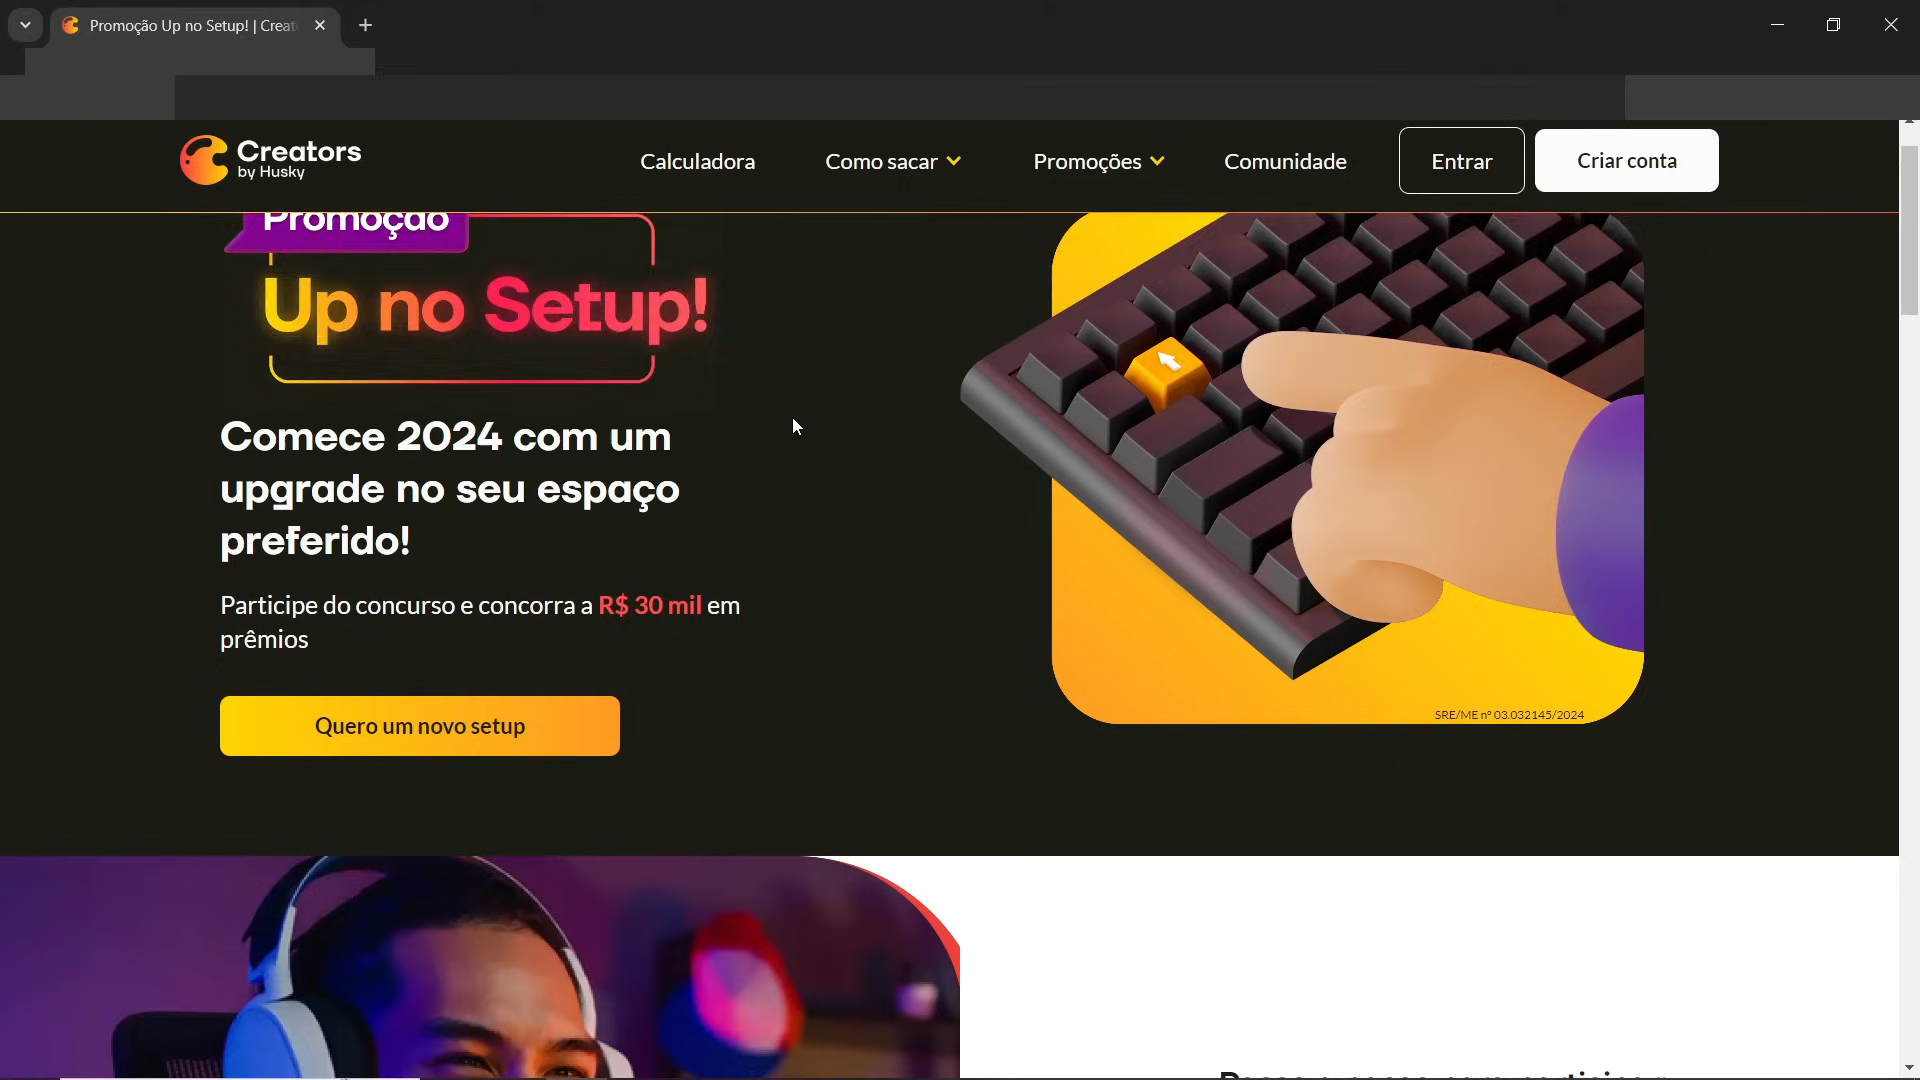 Promoção Up no Setup! | Creat
Creators
by Husky
Calculadora
Como sacar
Promoções
Comunidade
Entrar
Criar conta
Promoção
Up no Setup!
Comece 2024 com um
upgrade no seu espaço
preferido!
Participe do concurso e concorra a R$ 30 mil em
prêmios
Quero um novo setup
SRE/ME nº 03.032145/2024